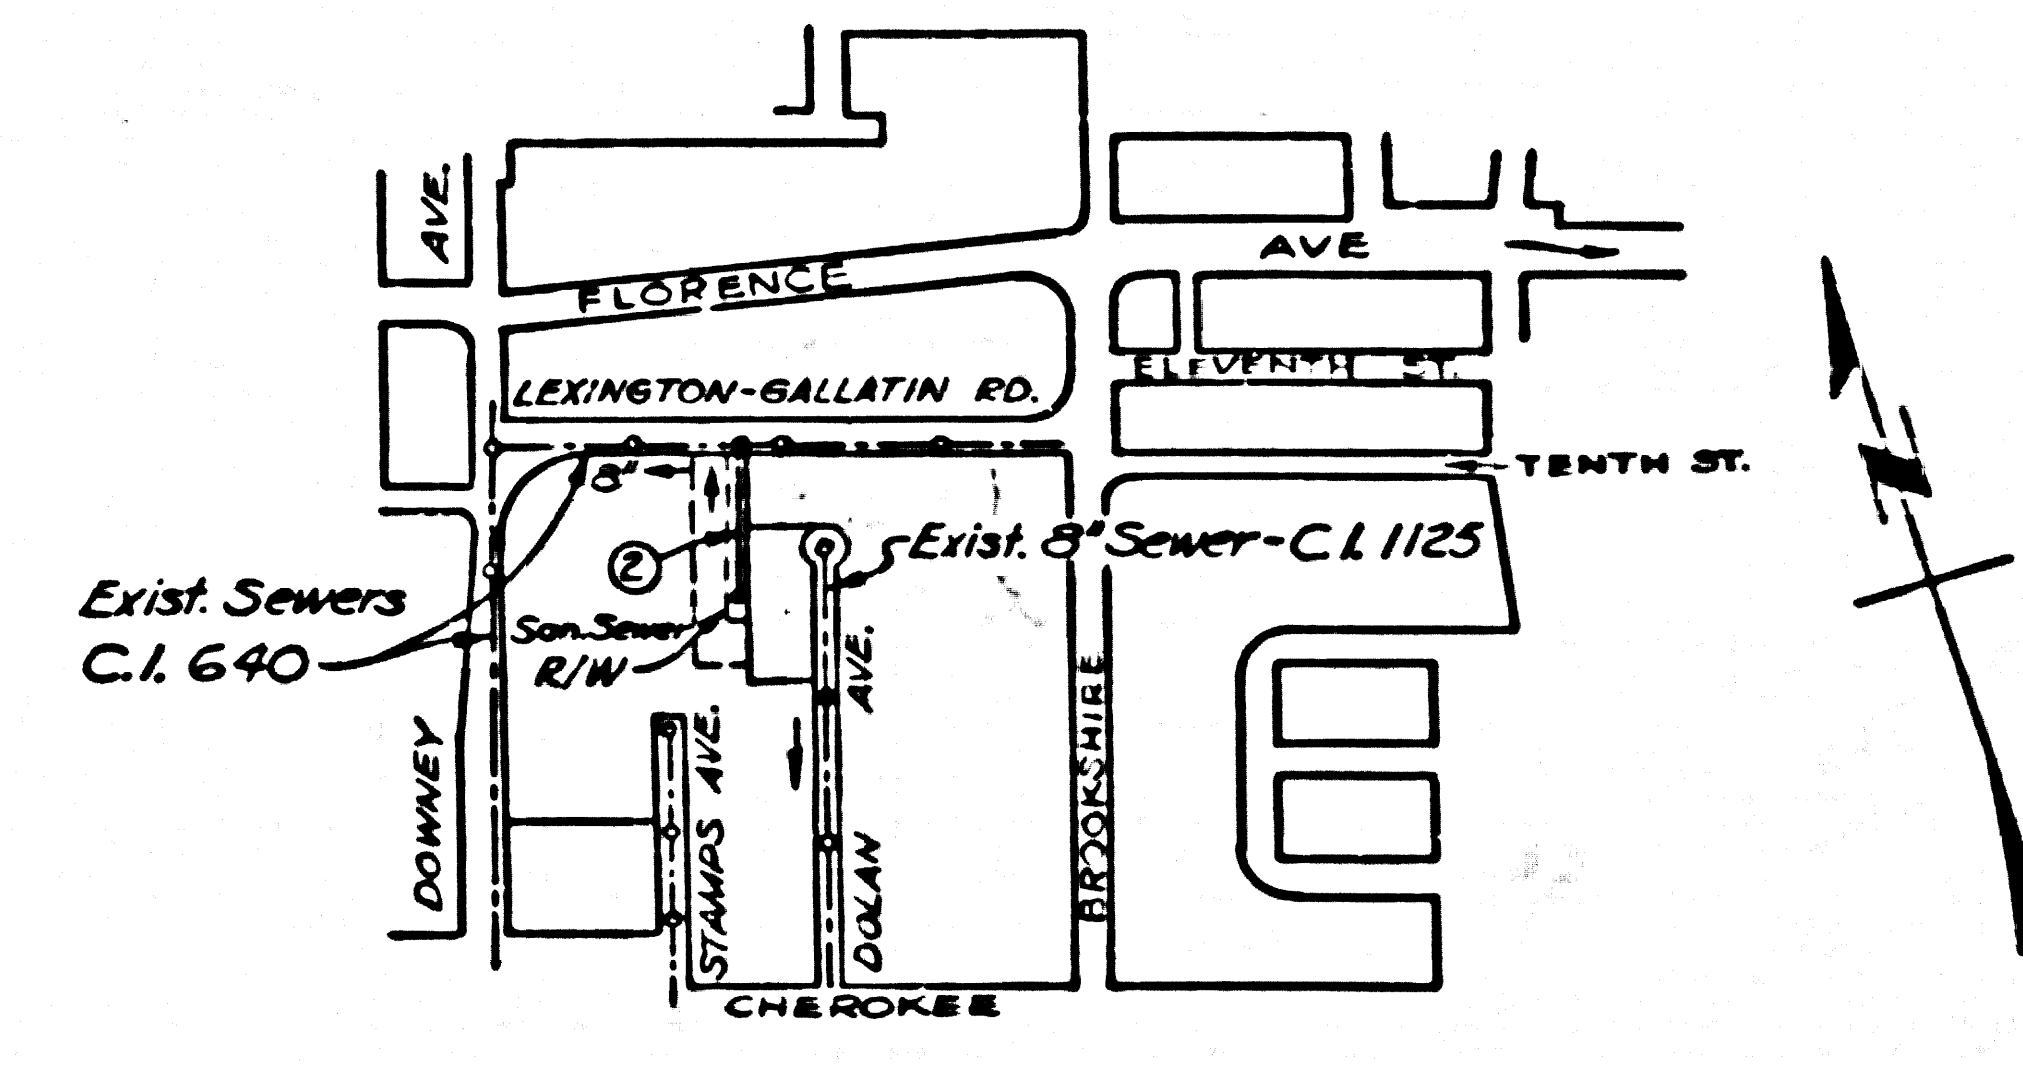 AVE.
AVE
FLORENCE
ELEVENTH ST.
LEXINGTON-GALLATIN RD.
TENTH ST.
8"
Exist. 8" Sewer-C.I. 1125
2
Exist. Sewers
C.I. 640
San. Sewer
R/W
AVE.
DOWNEY
STAMPS AVE.
DOLAN
BROOKSHIRE
CHEROKEE
N